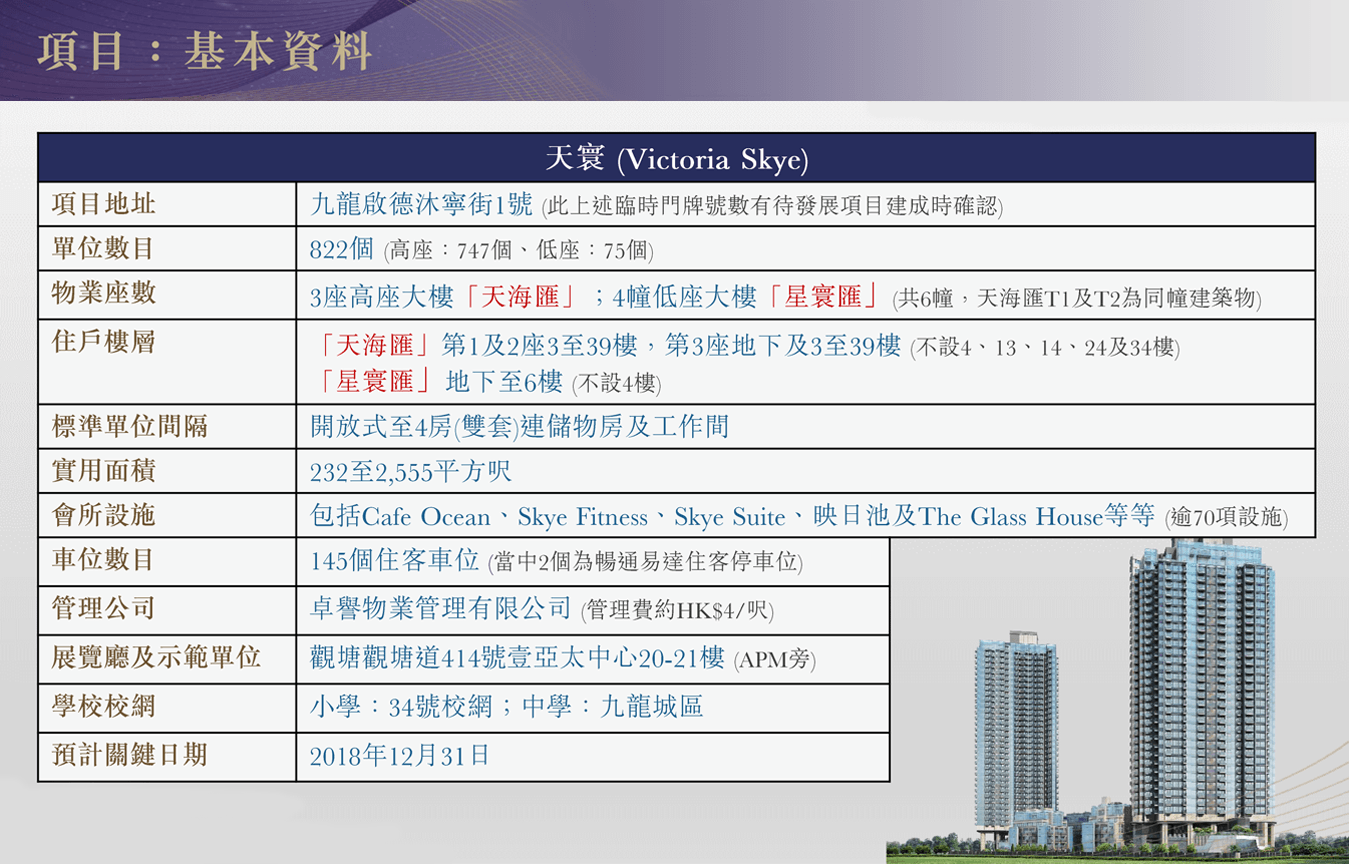 項目：基本資料
天寰 (Victoria Skye)
項目地址 九龍啟德沐寧街1號 (此上述臨時門牌號數有待發展項目建成時確認)
單位數目 822個 (高座：747個、低座：75個)
物業座數 3座高座大樓「天海匯」；4幢低座大樓「星寰匯」(共6幢，天海匯T1及T2為同幢建築物)
住戶樓層 「天海匯」第1及2座3至39樓，第3座地下及3至39樓 (不設4、13、14、24及34樓)
「星寰匯」地下至6樓 (不設4樓)
標準單位間隔 開放式至4房(雙套)連儲物房及工作間
實用面積 232至2,555平方呎
會所設施 包括Cafe Ocean、Skye Fitness、Skye Suite、映日池及The Glass House等等 (逾70項設施)
車位數目 145個住客車位 (當中2個為暢通易達住客停車位)
管理公司 卓譽物業管理有限公司 (管理費約HK$4/呎)
展覽廳及示範單位 觀塘觀塘道414號壹亞太中心20-21樓 (APM旁)
學校校網 小學：34號校網；中學：九龍城區
預計關鍵日期 2018年12月31日